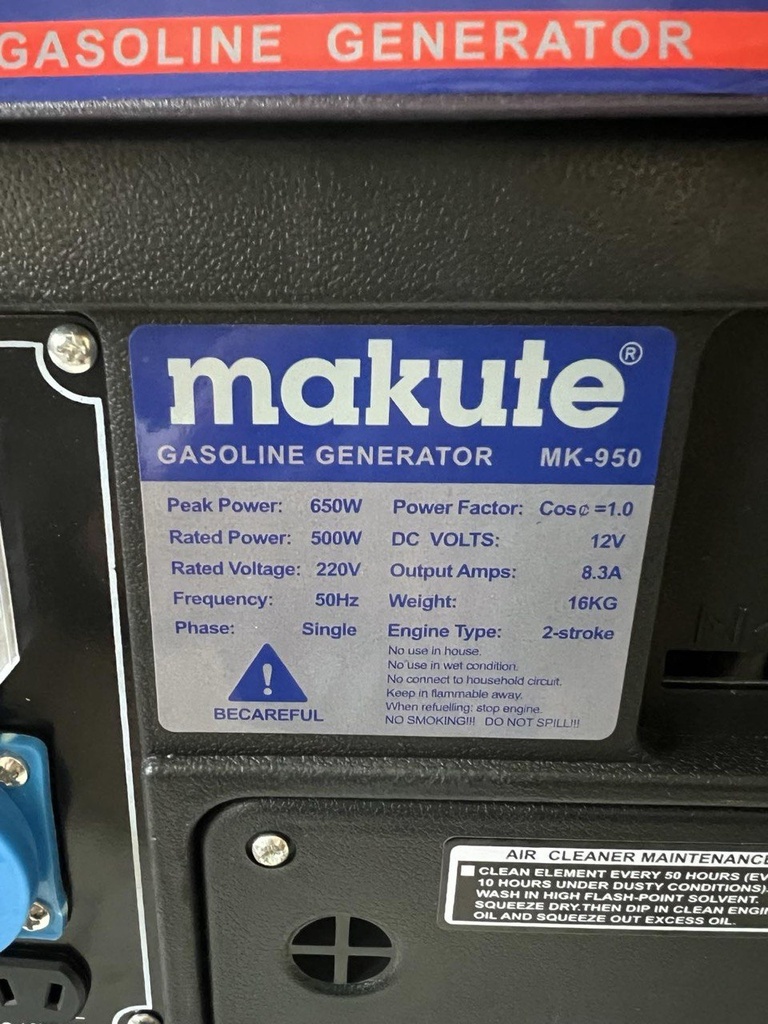 GASOLINE GENERATOR
makute®
GASOLINE GENERATOR MK-950
Peak Power: 650W Power Factor: Cos¢=1.0
Rated Power: 500W DC VOLTS: 12V
Rated Voltage: 220V Output Amps: 8.3A
Frequency: 50Hz Weight: 16KG
Phase: Single Engine Type: 2-stroke
No use in house.
No use in wet condition.
No connect to household circuit.
Keep in flammable away.
When refuelling; stop engine.
NO SMOKING!!! DO NOT SPILL!!!
BECAREFUL
AIR CLEANER MAINTENANCE
CLEAN ELEMENT EVERY 50 HOURS (EV
10 HOURS UNDER DUSTY CONDITIONS).
WASH IN HIGH FLASH-POINT SOLVENT.
SQUEEZE DRY.THEN DIP IN CLEAN ENGIN
OIL AND SQUEEZE OUT EXCESS OIL.